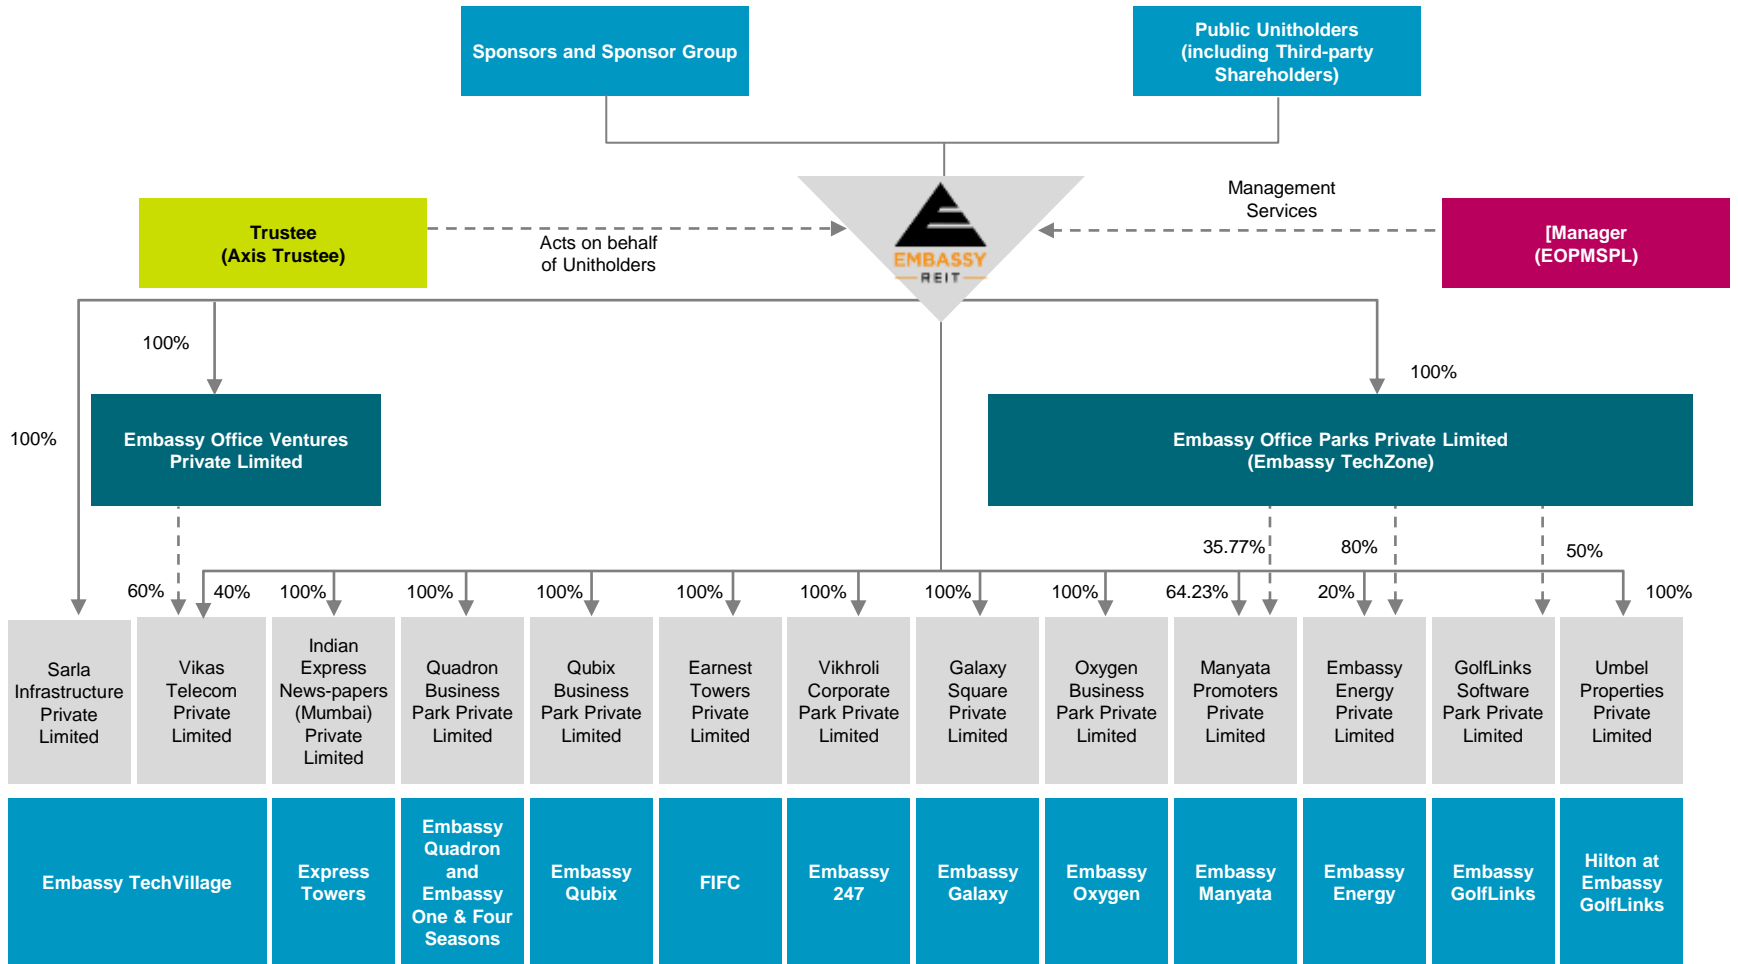 Sponsors and Sponsor Group
Public Unitholders
(including Third-party
Shareholders)
Trustee
(Axis Trustee)
Acts on behalf
of Unitholders
EMBASSY
REIT
Management
Services
[Manager
(EOPMSPL)
100%
100%
100%
Embassy Office Ventures
Private Limited
Embassy Office Parks Private Limited
(Embassy TechZone)
35.77%
80%
50%
60%
40%
100%
100%
100%
100%
100%
100%
100%
64.23%
20%
100%
Sarla
Infrastructure
Private
Limited
Vikas
Telecom
Private
Limited
Indian
Express
News-papers
(Mumbai)
Private
Limited
Quadron
Business
Park Private
Limited
Qubix
Business
Park Private
Limited
Earnest
Towers
Private
Limited
Vikhroli
Corporate
Park Private
Limited
Galaxy
Square
Private
Limited
Oxygen
Business
Park Private
Limited
Manyata
Promoters
Private
Limited
Embassy
Energy
Private
Limited
GolfLinks
Software
Park Private
Limited
Umbel
Properties
Private
Limited
Embassy TechVillage
Express
Towers
Embassy
Quadron
and
Embassy
One & Four
Seasons
Embassy
Qubix
FIFC
Embassy
247
Embassy
Galaxy
Embassy
Oxygen
Embassy
Manyata
Embassy
Energy
Embassy
GolfLinks
Hilton at
Embassy
GolfLinks